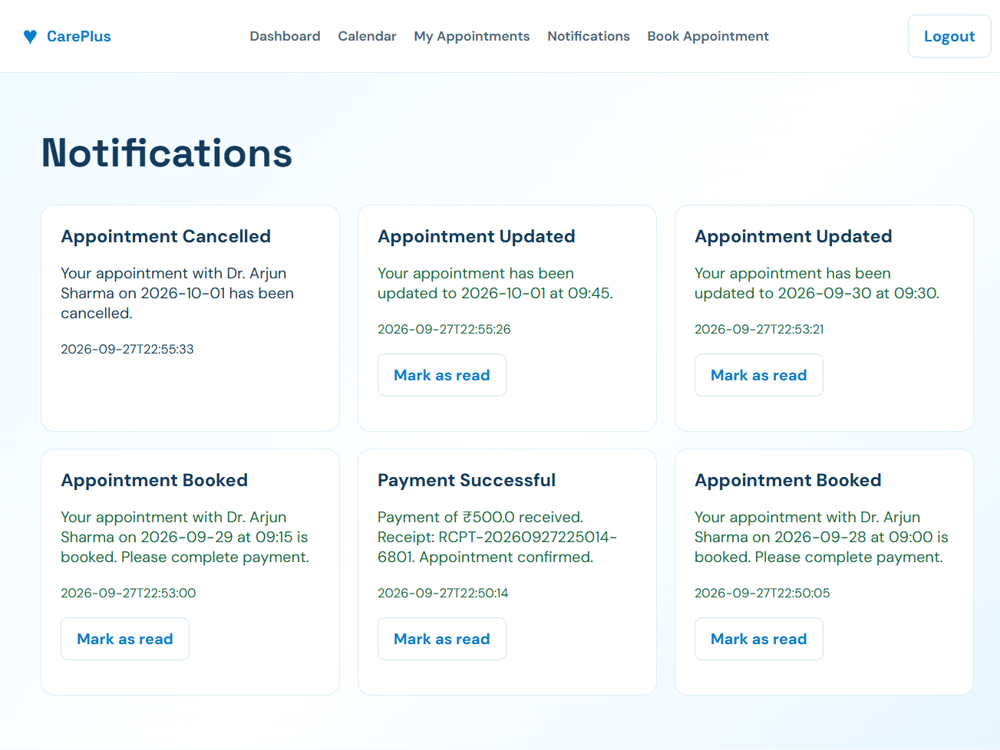 ♥ CarePlus
Dashboard Calendar My Appointments Notifications Book Appointment
Logout
Notifications
Appointment Cancelled
Your appointment with Dr. Arjun
Sharma on 2026-10-01 has been
cancelled.
2026-09-27T22:55:33
Appointment Updated
Your appointment has been
updated to 2026-10-01 at 09:45.
2026-09-27T22:55:26
Mark as read
Appointment Updated
Your appointment has been
updated to 2026-09-30 at 09:30.
2026-09-27T22:53:21
Mark as read
Appointment Booked
Your appointment with Dr. Arjun
Sharma on 2026-09-29 at 09:15 is
booked. Please complete payment.
2026-09-27T22:53:00
Mark as read
Payment Successful
Payment of ₹500.0 received.
Receipt: RCPT-20260927225014-
6801. Appointment confirmed.
2026-09-27T22:50:14
Mark as read
Appointment Booked
Your appointment with Dr. Arjun
Sharma on 2026-09-28 at 09:00 is
booked. Please complete payment.
2026-09-27T22:50:05
Mark as read